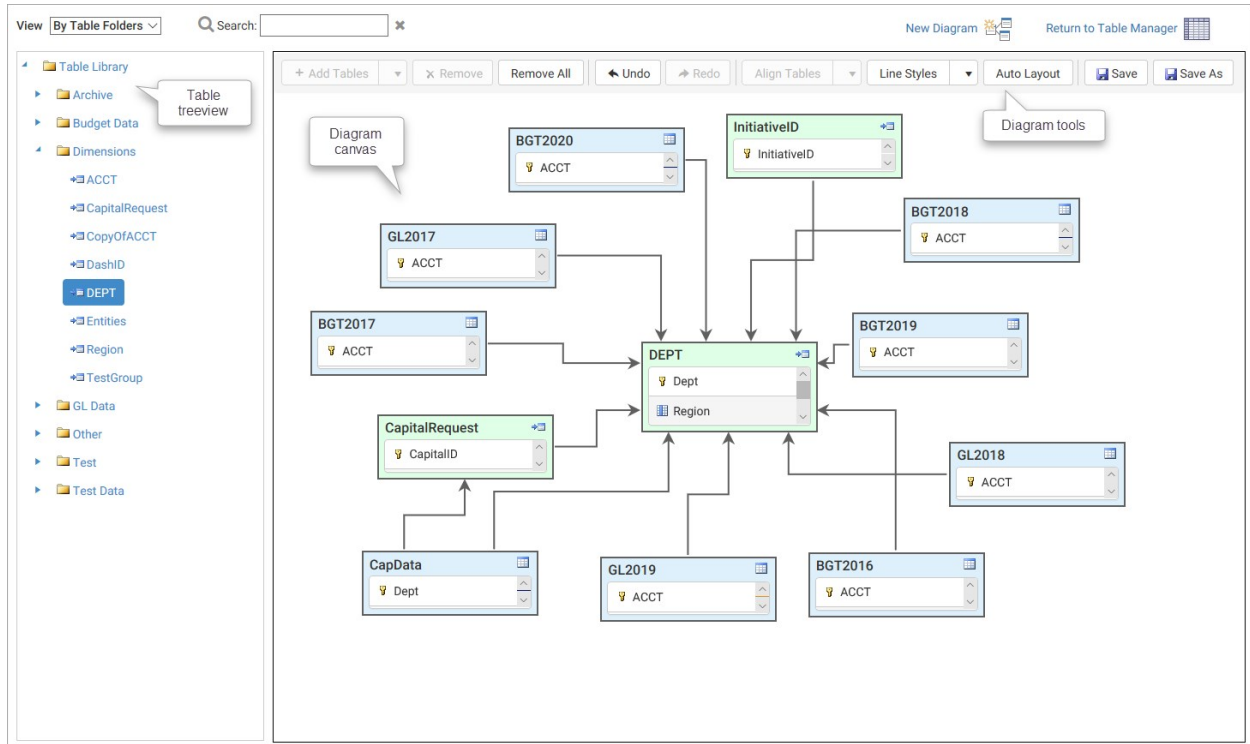 View By Table Folders Search: New Diagram Return to Table Manager
Table Library
Archive
Budget Data
Dimensions
ACCT
CapitalRequest
CopyOfACCT
DashID
DEPT
Entities
Region
TestGroup
GL Data
Other
Test
Test Data
Table
treeview
+ Add Tables Remove Remove All Undo Redo Align Tables Line Styles Auto Layout Save Save As
Diagram
canvas
Diagram tools
BGT2020
ACCT
InitiativeID
InitiativeID
BGT2018
ACCT
GL2017
ACCT
BGT2017
ACCT
BGT2019
ACCT
DEPT
Dept
Region
CapitalRequest
CapitalID
GL2018
ACCT
CapData
Dept
GL2019
ACCT
BGT2016
ACCT